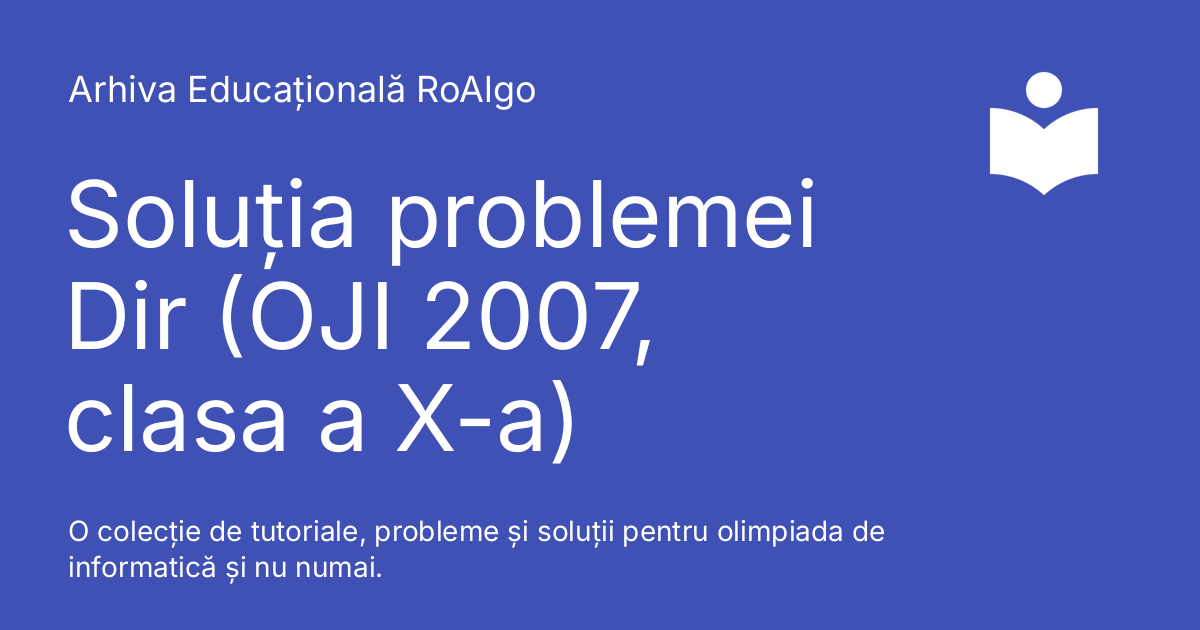 Arhiva Educațională RoAlgo
Soluția problemei
Dir (OJI 2007,
clasa a X-a)
O colecție de tutoriale, probleme și soluții pentru olimpiada de
informatică și nu numai.